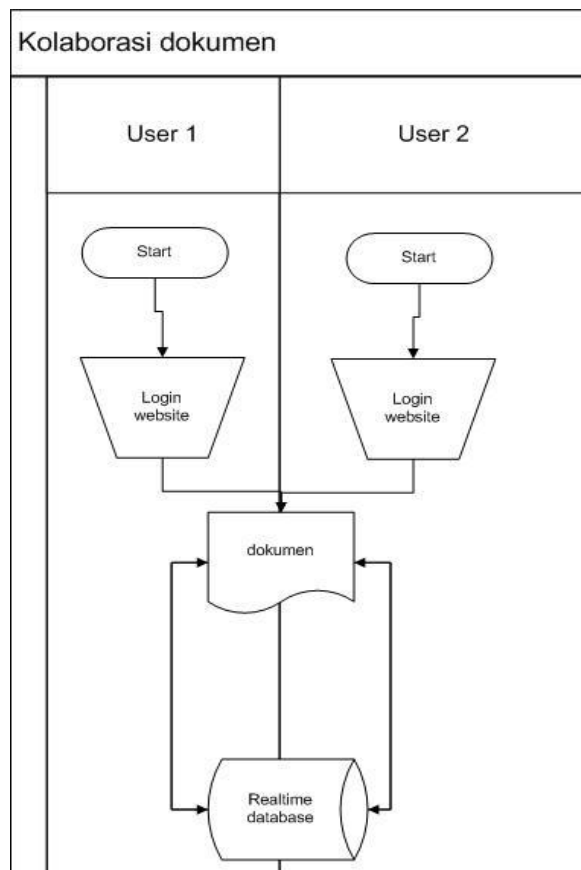 Kolaborasi dokumen
User 1
User 2
Start
Start
Login
website
Login
website
dokumen
Realtime
database